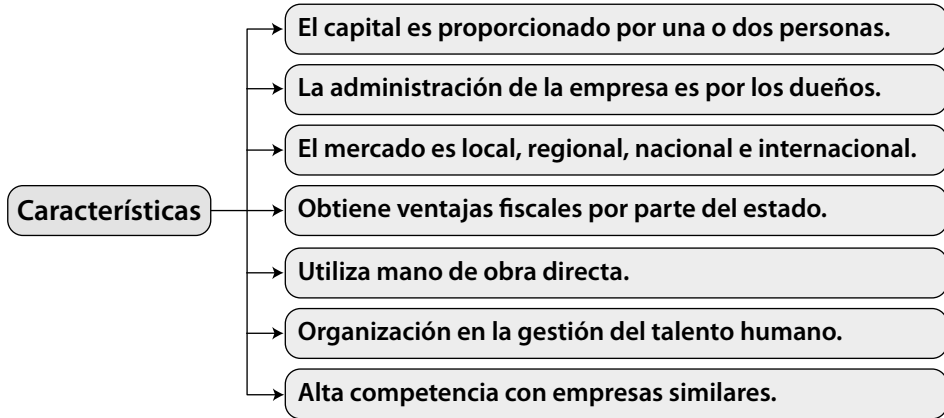 El capital es proporcionado por una o dos personas.
La administración de la empresa es por los dueños.
El mercado es local, regional, nacional e internacional.
Características
Obtiene ventajas fiscales por parte del estado.
Utiliza mano de obra directa.
Organización en la gestión del talento humano.
Alta competencia con empresas similares.